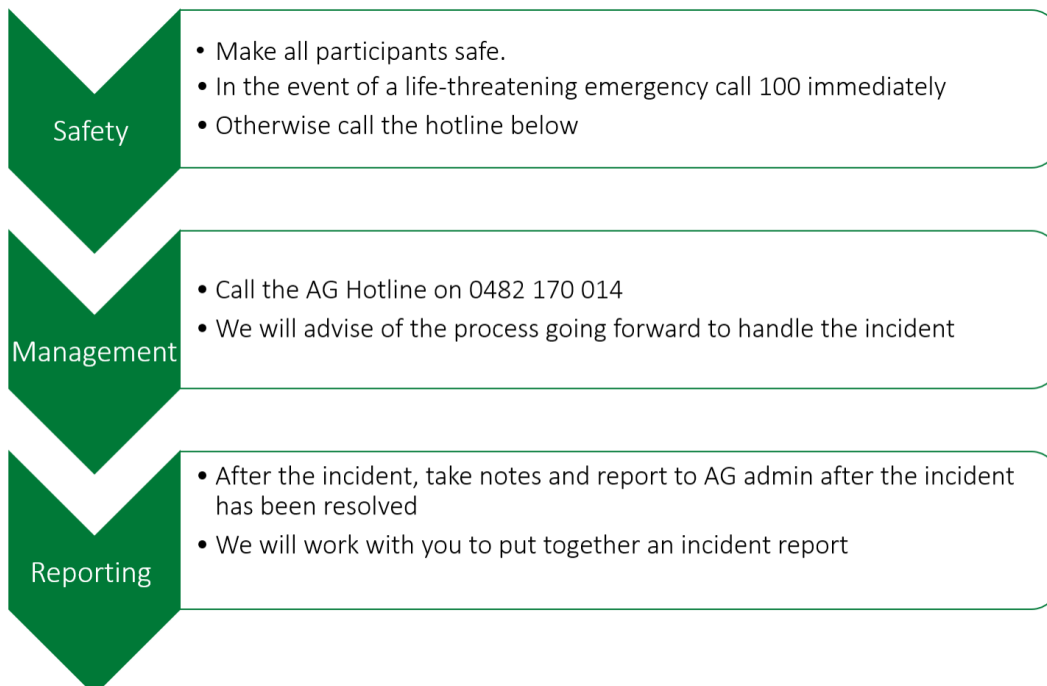 Safety
• Make all participants safe.
• In the event of a life-threatening emergency call 100 immediately
• Otherwise call the hotline below
Management
• Call the AG Hotline on 0482 170 014
• We will advise of the process going forward to handle the incident
Reporting
• After the incident, take notes and report to AG admin after the incident
has been resolved
• We will work with you to put together an incident report